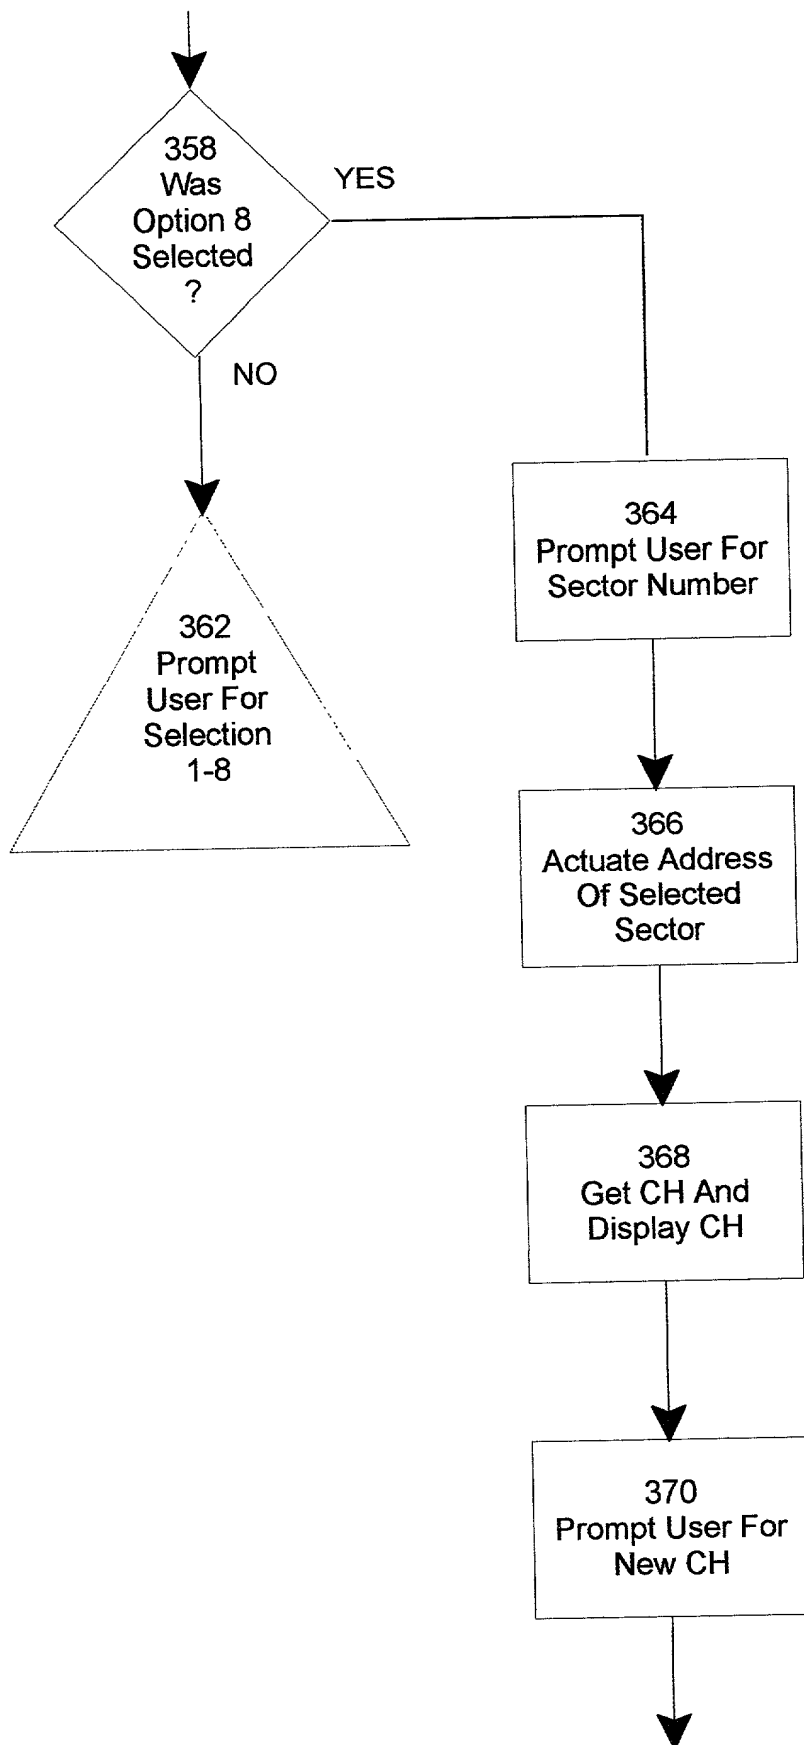 358
Was
Option 8
Selected
?
YES
NO
362
Prompt
User For
Selection
1-8
364
Prompt User For
Sector Number
366
Actuate Address
Of Selected
Sector
368
Get CH And
Display CH
370
Prompt User For
New CH